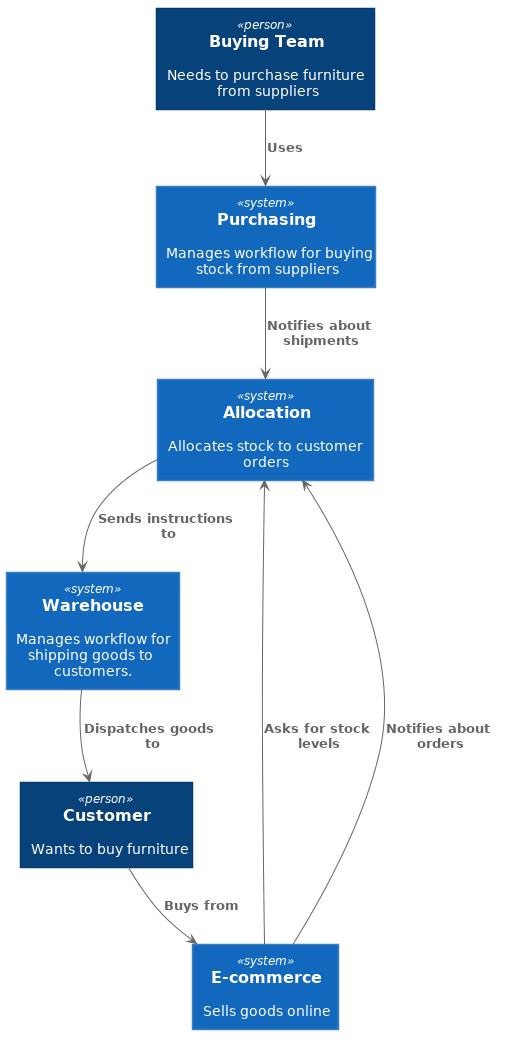 «person»
Buying Team
Needs to purchase furniture
from suppliers
Uses
«system»
Purchasing
Manages workflow for buying
stock from suppliers
Notifies about
shipments
«system»
Allocation
Allocates stock to customer
orders
Sends instructions
to
«system»
Warehouse
Manages workflow for
shipping goods to
customers.
Dispatches goods
to
Asks for stock
levels
Notifies about
orders
«person»
Customer
Wants to buy furniture
Buys from
«system»
E-commerce
Sells goods online